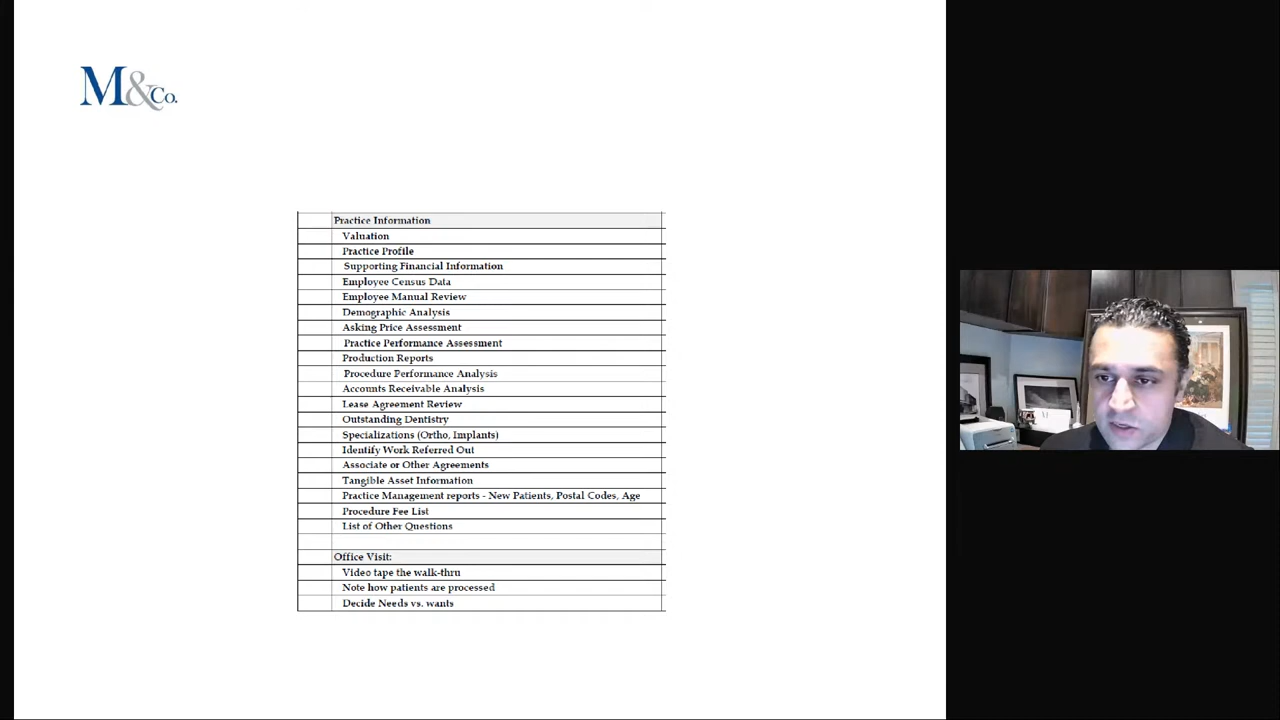 M&Co.
Practice Information
Valuation
Practice Profile
Supporting Financial Information
Employee Census Data
Employee Manual Review
Demographic Analysis
Asking Price Assessment
Practice Performance Assessment
Production Reports
Procedure Performance Analysis
Accounts Receivable Analysis
Lease Agreement Review
Outstanding Dentistry
Specializations (Ortho, Implants)
Identify Work Referred Out
Associate or Other Agreements
Tangible Asset Information
Practice Management reports - New Patients, Postal Codes, Age
Procedure Fee List
List of Other Questions
Office Visit:
Video tape the walk-thru
Note how patients are processed
Decide Needs vs. wants